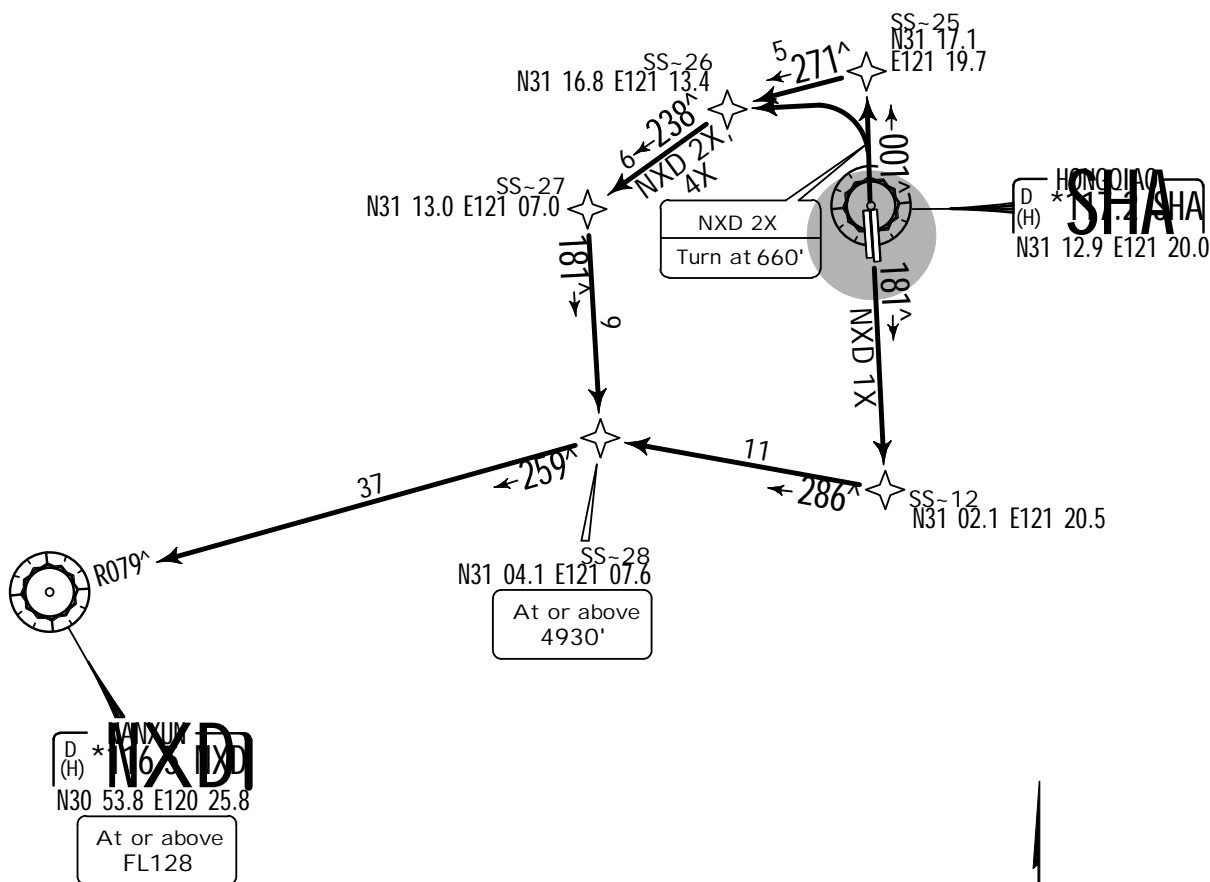 SS~25
N31 17.1
E121 19.7
5
271^
SS~26
N31 16.8 E121 13.4
238^
6
NXD 2X,
4X
SS~27
N31 13.0 E121 07.0
001^
NXD 2X
Turn at 660'
HONGQIAO
D
(H)
SHA
SHA
N31 12.9 E121 20.0
181^
9
181^
NXD 1X
11
286^
SS~12
N31 02.1 E121 20.5
37
259^
R079^
SS~28
N31 04.1 E121 07.6
At or above
4930'
NANXUN
D
(H)
NXD
NXD
N30 53.8 E120 25.8
At or above
FL128